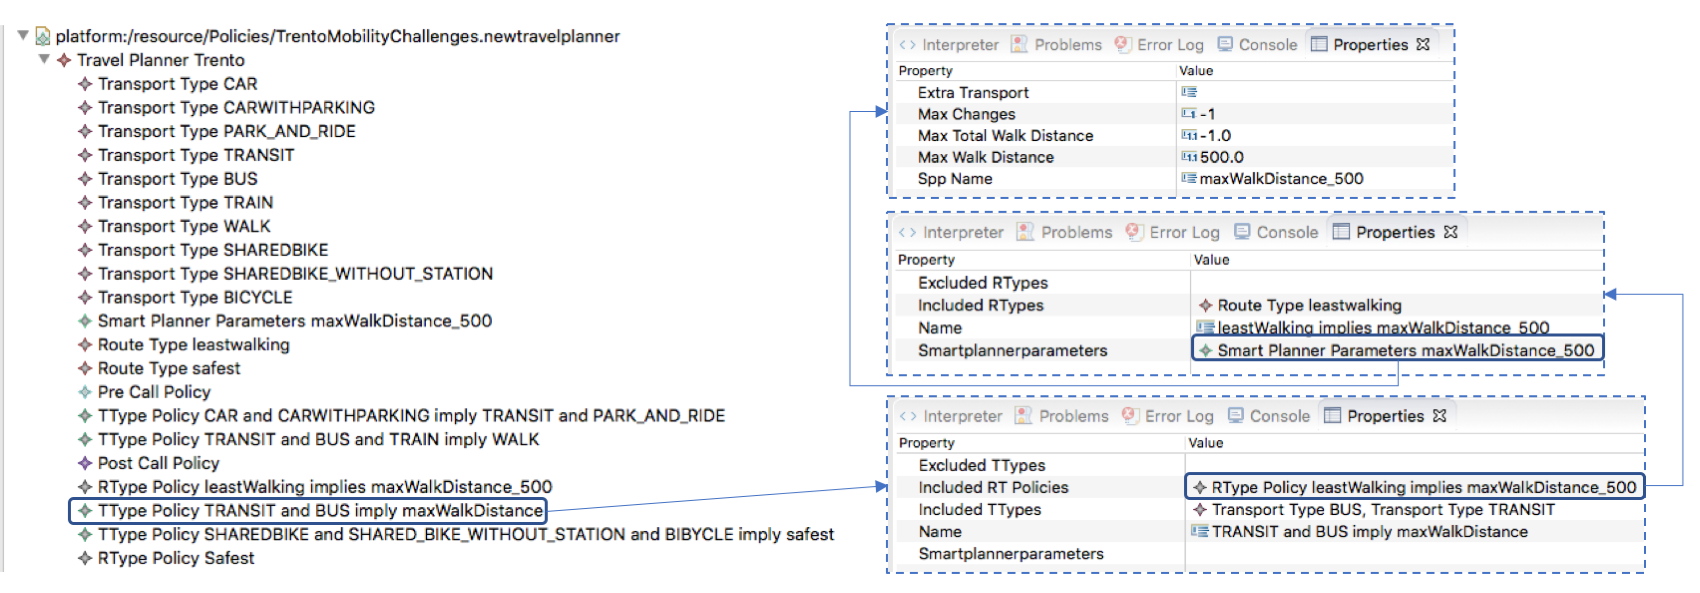 platform:/resource/Policies/TrentoMobilityChallenges.newtravelplanner
Travel Planner Trento
Transport Type CAR
Transport Type CARWITHPARKING
Transport Type PARK_AND_RIDE
Transport Type TRANSIT
Transport Type BUS
Transport Type TRAIN
Transport Type WALK
Transport Type SHAREDBIKE
Transport Type SHAREDBIKE_WITHOUT_STATION
Transport Type BICYCLE
Smart Planner Parameters maxWalkDistance_500
Route Type leastwalking
Route Type safest
Pre Call Policy
TType Policy CAR and CARWITHPARKING imply TRANSIT and PARK_AND_RIDE
TType Policy TRANSIT and BUS and TRAIN imply WALK
Post Call Policy
RType Policy leastWalking implies maxWalkDistance_500
TType Policy TRANSIT and BUS imply maxWalkDistance
TType Policy SHAREDBIKE and SHARED_BIKE_WITHOUT_STATION and BIBYCLE imply safest
RType Policy Safest
Interpreter Problems Error Log Console Properties
Property Value
Extra Transport
Max Changes -1
Max Total Walk Distance -1.0
Max Walk Distance 500.0
Spp Name maxWalkDistance_500
Interpreter Problems Error Log Console Properties
Property Value
Excluded RTypes
Included RTypes Route Type leastwalking
Name leastWalking implies maxWalkDistance_500
Smartplannerparameters Smart Planner Parameters maxWalkDistance_500
Interpreter Problems Error Log Console Properties
Property Value
Excluded TTypes
Included RT Policies RType Policy leastWalking implies maxWalkDistance_500
Included TTypes Transport Type BUS, Transport Type TRANSIT
Name TRANSIT and BUS imply maxWalkDistance
Smartplannerparameters